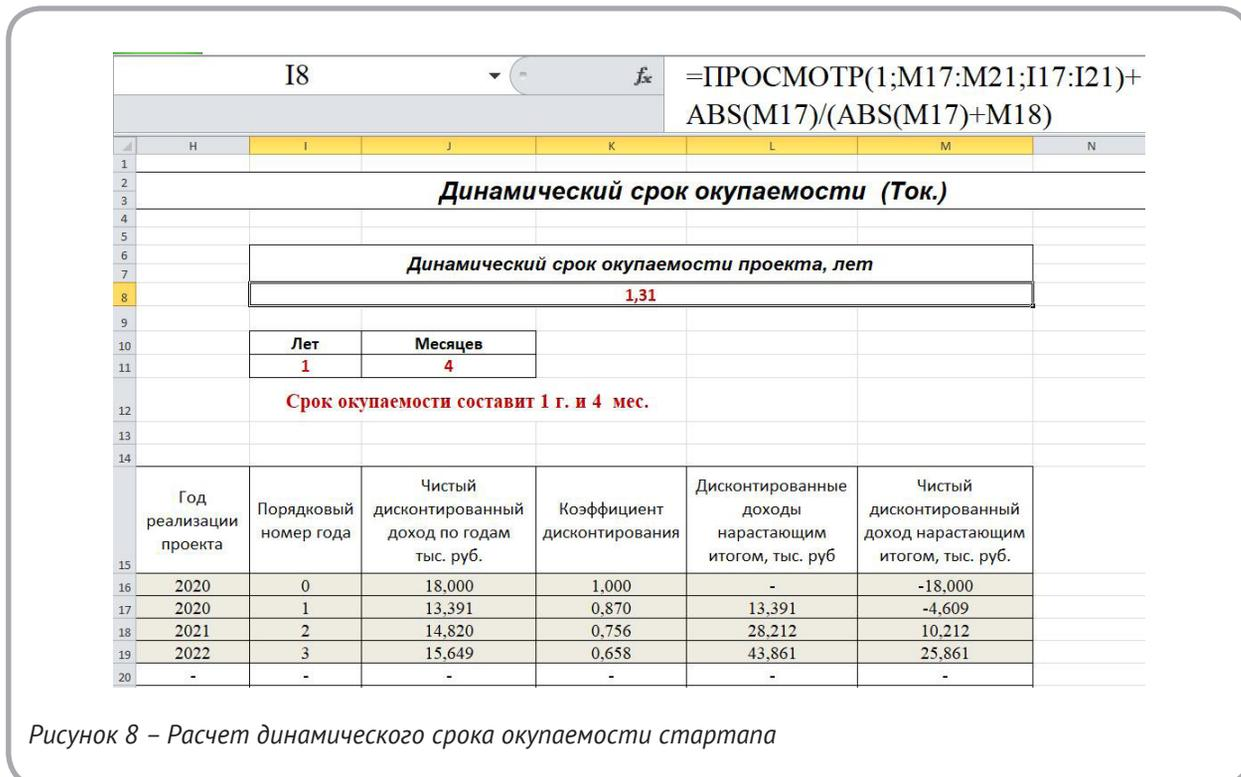 I8 fx =ПРОСМОТР(1;M17:M21;I17:I21)+
ABS(M17)/(ABS(M17)+M18)
H I J K L M N
1
2
3
Динамический срок окупаемости (Ток.)
4
5
6
7
Динамический срок окупаемости проекта, лет
8 1,31
9
10 Лет Месяцев
11 1 4
12 Срок окупаемости составит 1 г. и 4 мес.
13
14
15
Год
реализации
проекта
Порядковый
номер года
Чистый
дисконтированный
доход по годам
тыс. руб.
Коэффициент
дисконтирования
Дисконтированные
доходы
нарастающим
итогом, тыс. руб
Чистый
дисконтированный
доход нарастающим
итогом, тыс. руб.
16 2020 0 18,000 1,000 - -18,000
17 2020 1 13,391 0,870 13,391 -4,609
18 2021 2 14,820 0,756 28,212 10,212
19 2022 3 15,649 0,658 43,861 25,861
20 - - - - - -
Рисунок 8 – Расчет динамического срока окупаемости стартапа